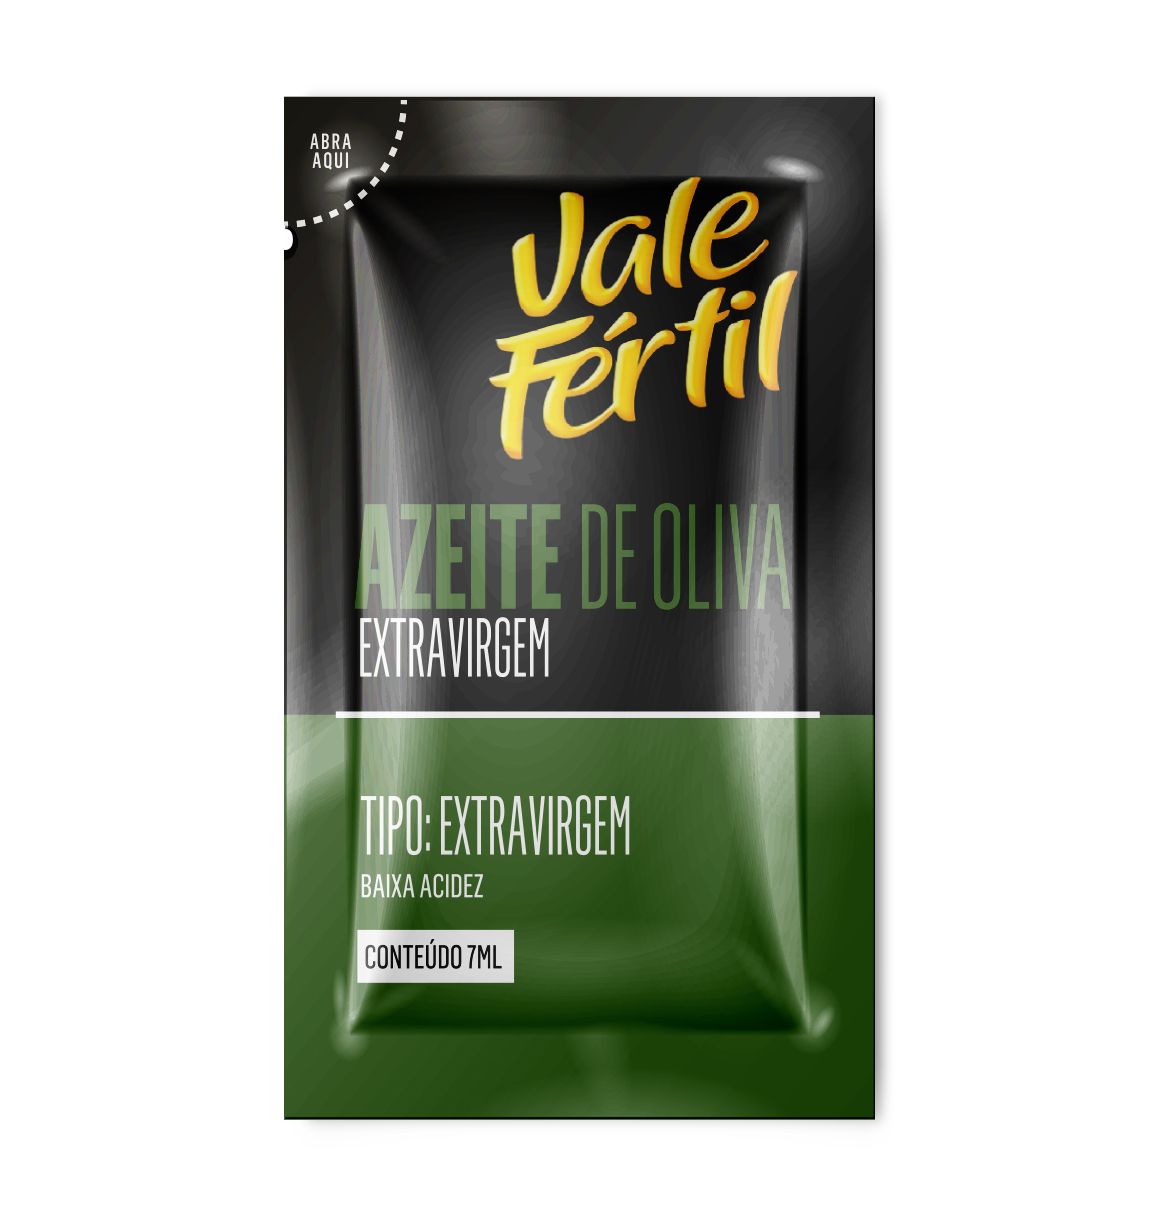 ABRA
AQUI
Vale
Fértil
AZEITE DE OLIVA
EXTRAVIRGEM
TIPO: EXTRAVIRGEM
BAIXA ACIDEZ
CONTEÚDO 7ML